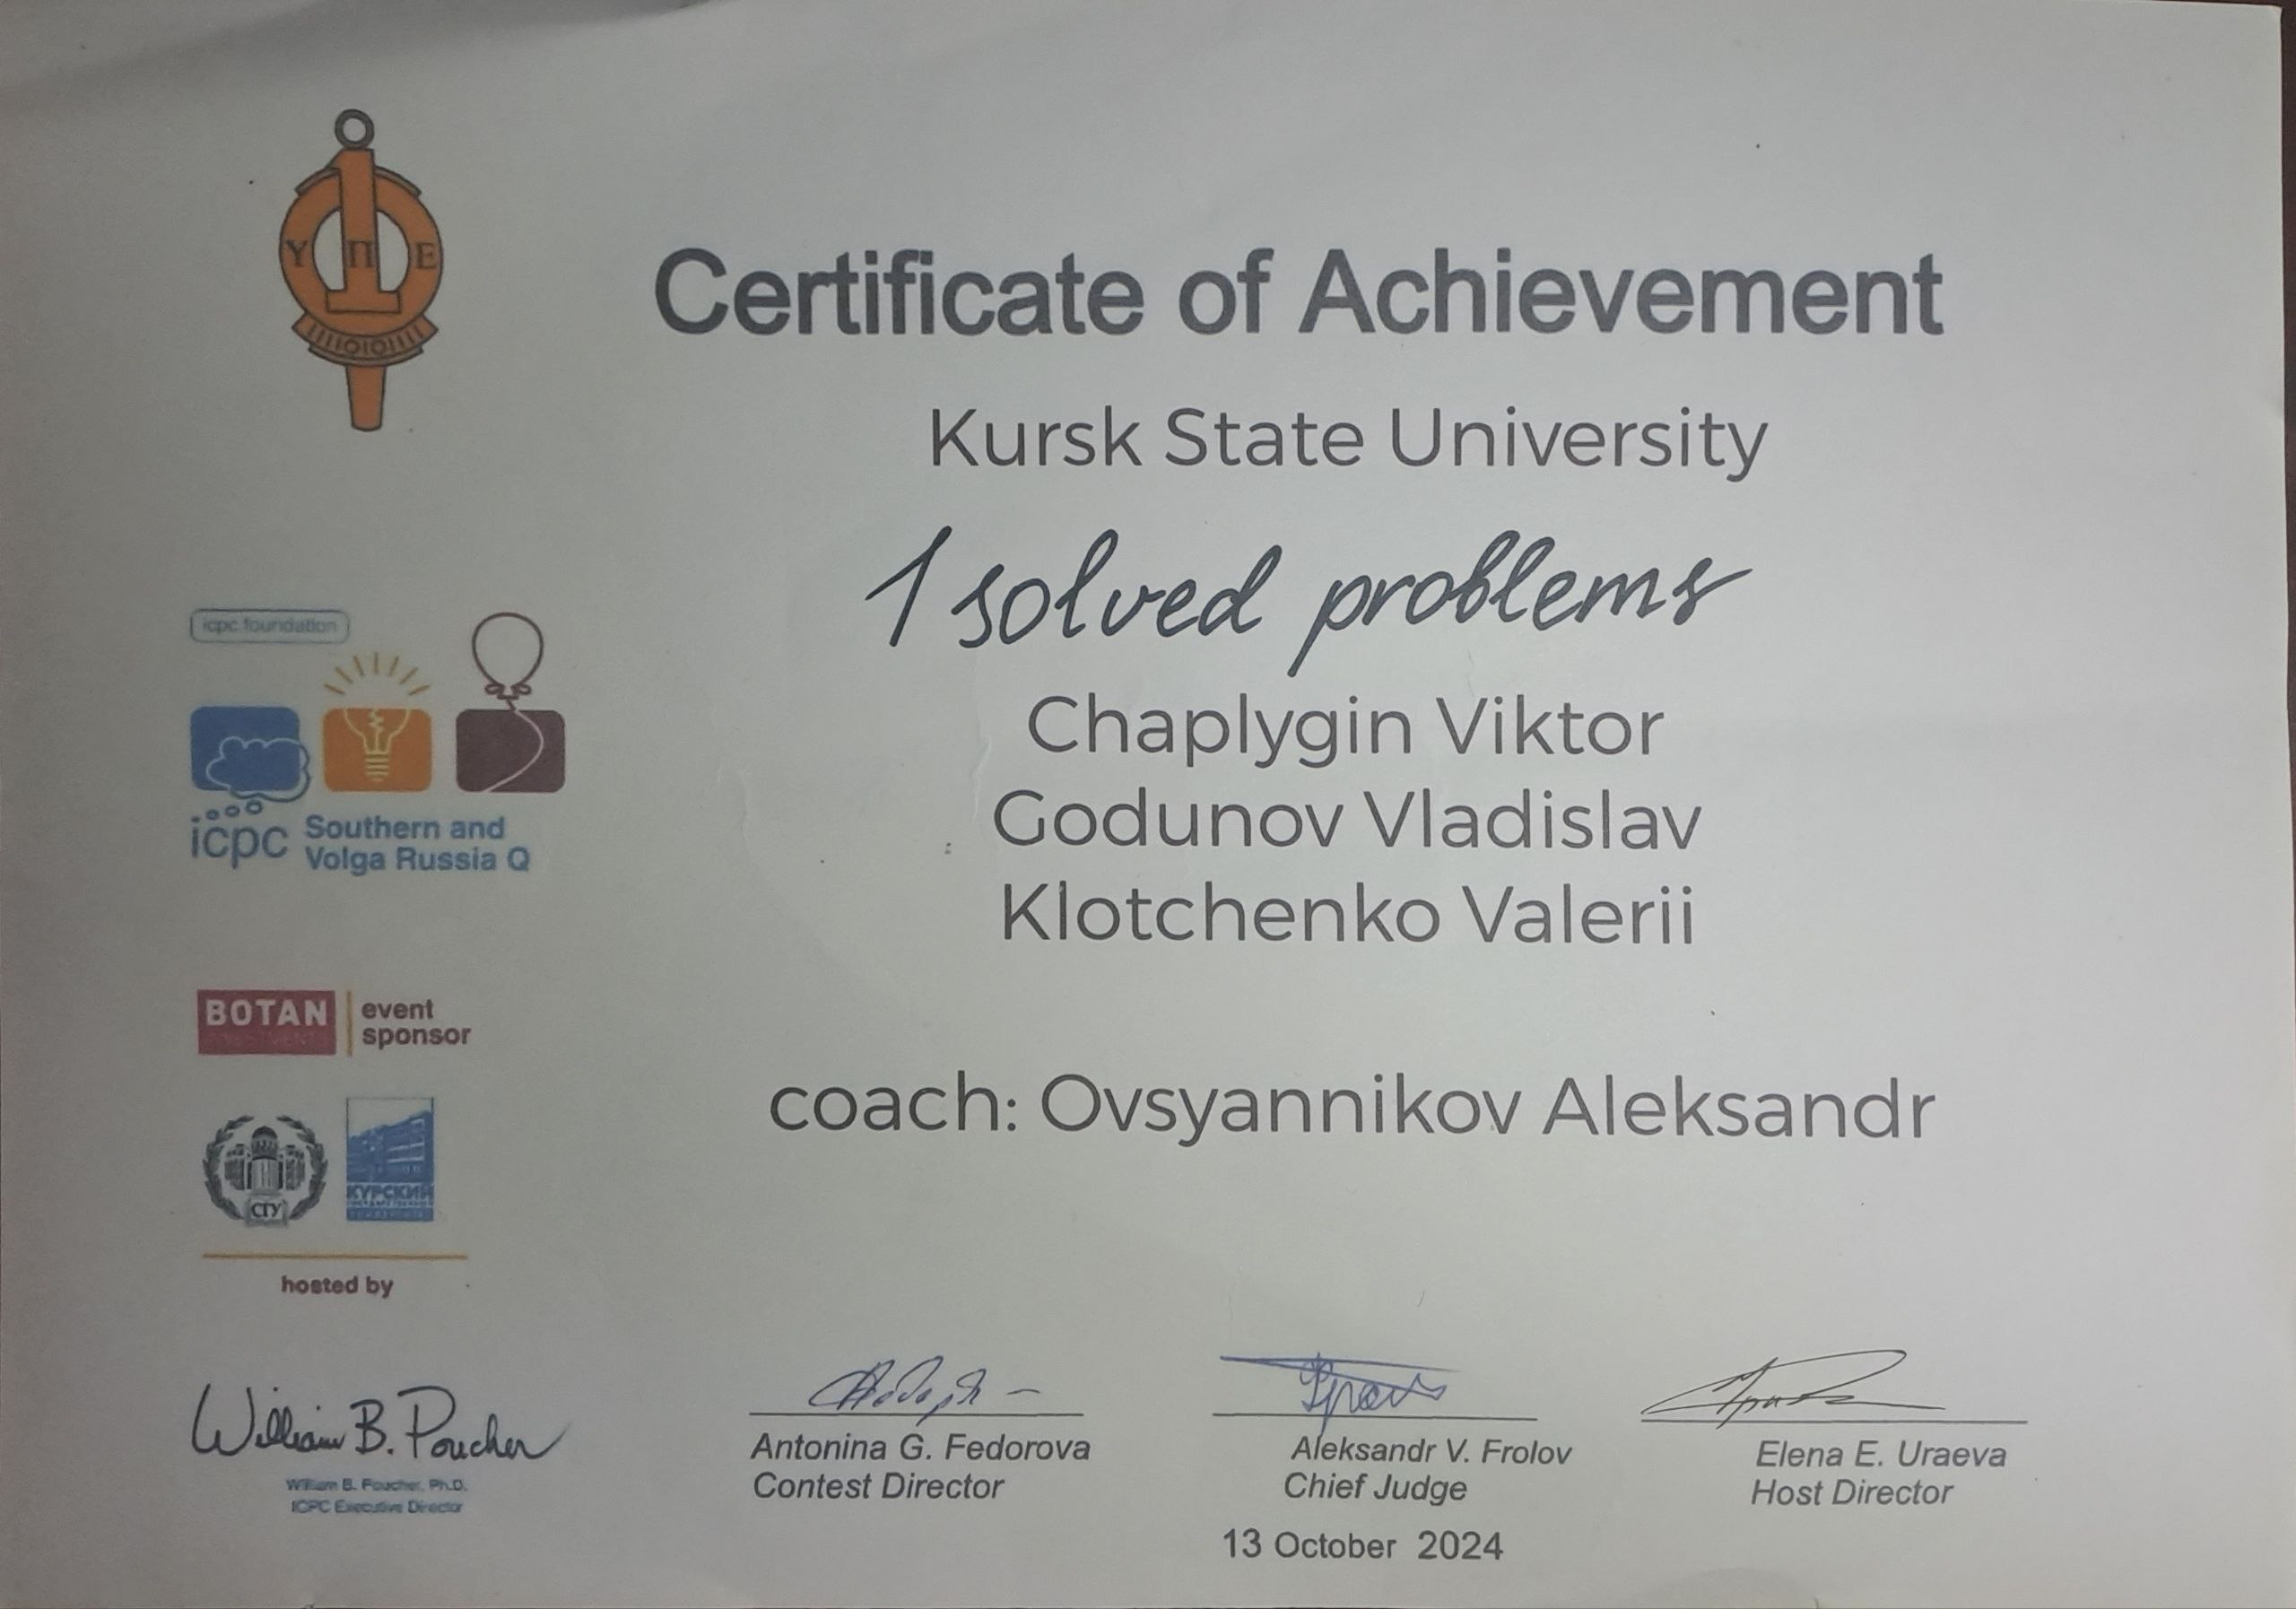 Υ Π Ε
Certificate of Achievement
Kursk State University
1 solved problems
Chaplygin Viktor
Godunov Vladislav
Klotchenko Valerii
coach: Ovsyannikov Aleksandr
icpc foundation
icpc Southern and
Volga Russia Q
BOTAN
event
sponsor
СГУ
КУРСКИЙ
hosted by
William B. Poucher
William B. Poucher, Ph.D.
ICPC Executive Director
Antonina G. Fedorova
Contest Director
Aleksandr V. Frolov
Chief Judge
Elena E. Uraeva
Host Director
13 October 2024